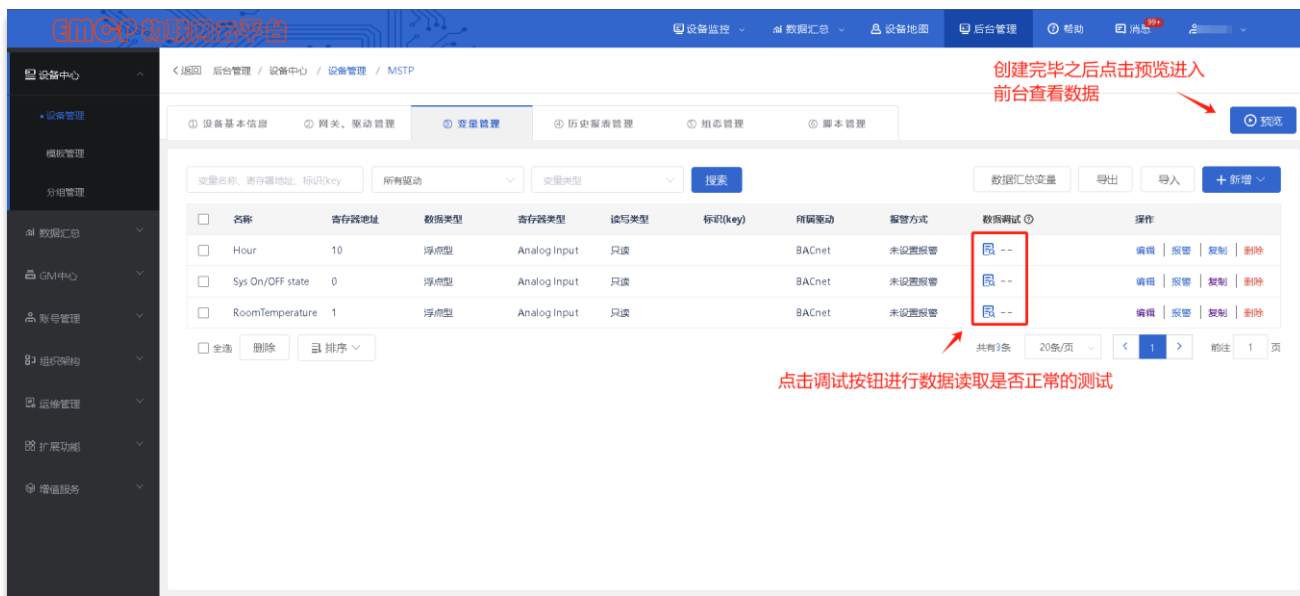 EMCP物联网云平台
设备监控 数据汇总 设备地图 后台管理 帮助 消息 99+
设备中心
设备管理
模板管理
分组管理
数据汇总
GM中心
账号管理
组织架构
运维管理
扩展功能
增值服务
<返回 后台管理 / 设备中心 / 设备管理 / MSTP
创建完毕之后点击预览进入
前台查看数据
① 设备基本信息 ② 网关、驱动管理 ③ 变量管理 ④ 历史报表管理 ⑤ 组态管理 ⑥ 脚本管理
预览
变量名称、寄存器地址、标识(key 所有驱动 变量类型 搜索 数据汇总变量 导出 导入 + 新增
名称 寄存器地址 数据类型 寄存器类型 读写类型 标识(key) 所属驱动 报警方式 数据调试 操作
Hour 10 浮点型 Analog Input 只读 BACnet 未设置报警 -- 编辑 报警 复制 删除
Sys On/OFF state 0 浮点型 Analog Input 只读 BACnet 未设置报警 -- 编辑 报警 复制 删除
RoomTemperature 1 浮点型 Analog Input 只读 BACnet 未设置报警 -- 编辑 报警 复制 删除
全选 删除 排序 共有3条 20条/页 < 1 > 前往 1 页
点击调试按钮进行数据读取是否正常的测试